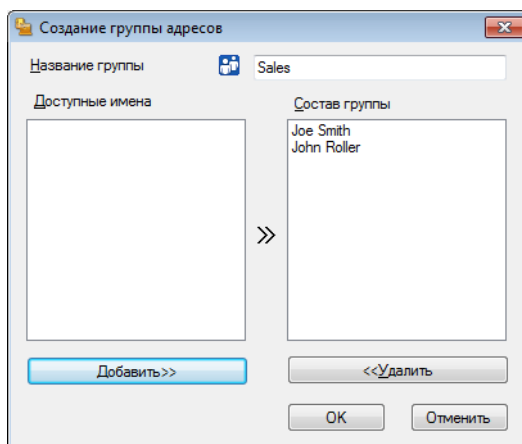 Создание группы адресов
Название группы
Sales
Доступные имена
Состав группы
Joe Smith
John Roller
»
Добавить>>
<<Удалить
OK
Отменить